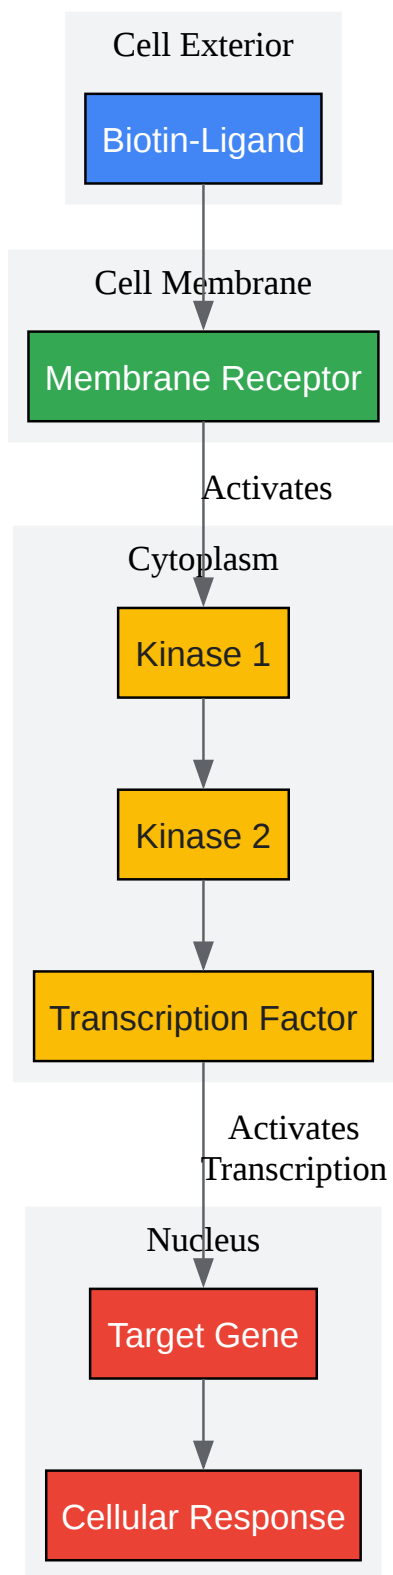 Cell Exterior
Biotin-Ligand
Cell Membrane
Membrane Receptor
Activates
Cytoplasm
Kinase 1
Kinase 2
Transcription Factor
Activates
Transcription
Nucleus
Target Gene
Cellular Response